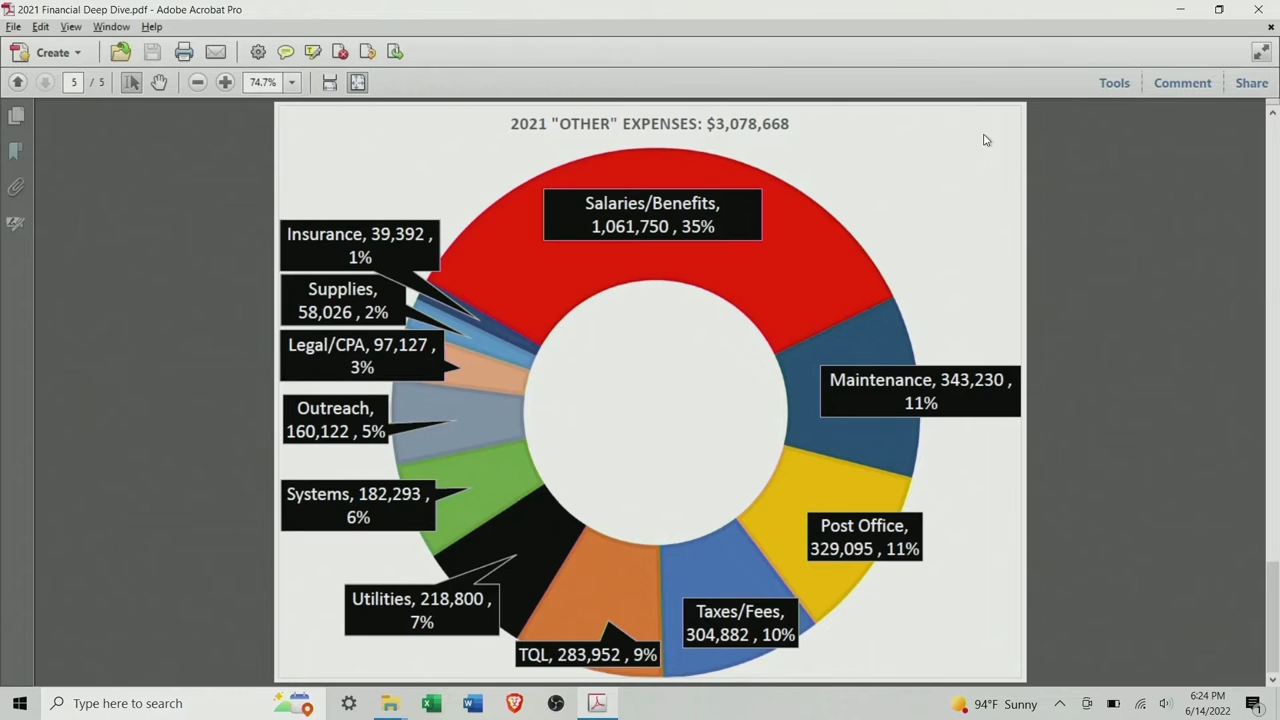 2021 Financial Deep Dive.pdf - Adobe Acrobat Pro
File Edit View Window Help
Create
5 / 5
74.7%
Tools Comment Share
2021 "OTHER" EXPENSES: $3,078,668
Salaries/Benefits,
1,061,750 , 35%
Insurance, 39,392 ,
1%
Supplies,
58,026 , 2%
Legal/CPA, 97,127 ,
3%
Maintenance, 343,230 ,
11%
Outreach,
160,122 , 5%
Systems, 182,293 ,
6%
Post Office,
329,095 , 11%
Utilities, 218,800 ,
7%
Taxes/Fees,
304,882 , 10%
TQL, 283,952 , 9%
Type here to search
94°F Sunny
6:24 PM
6/14/2022